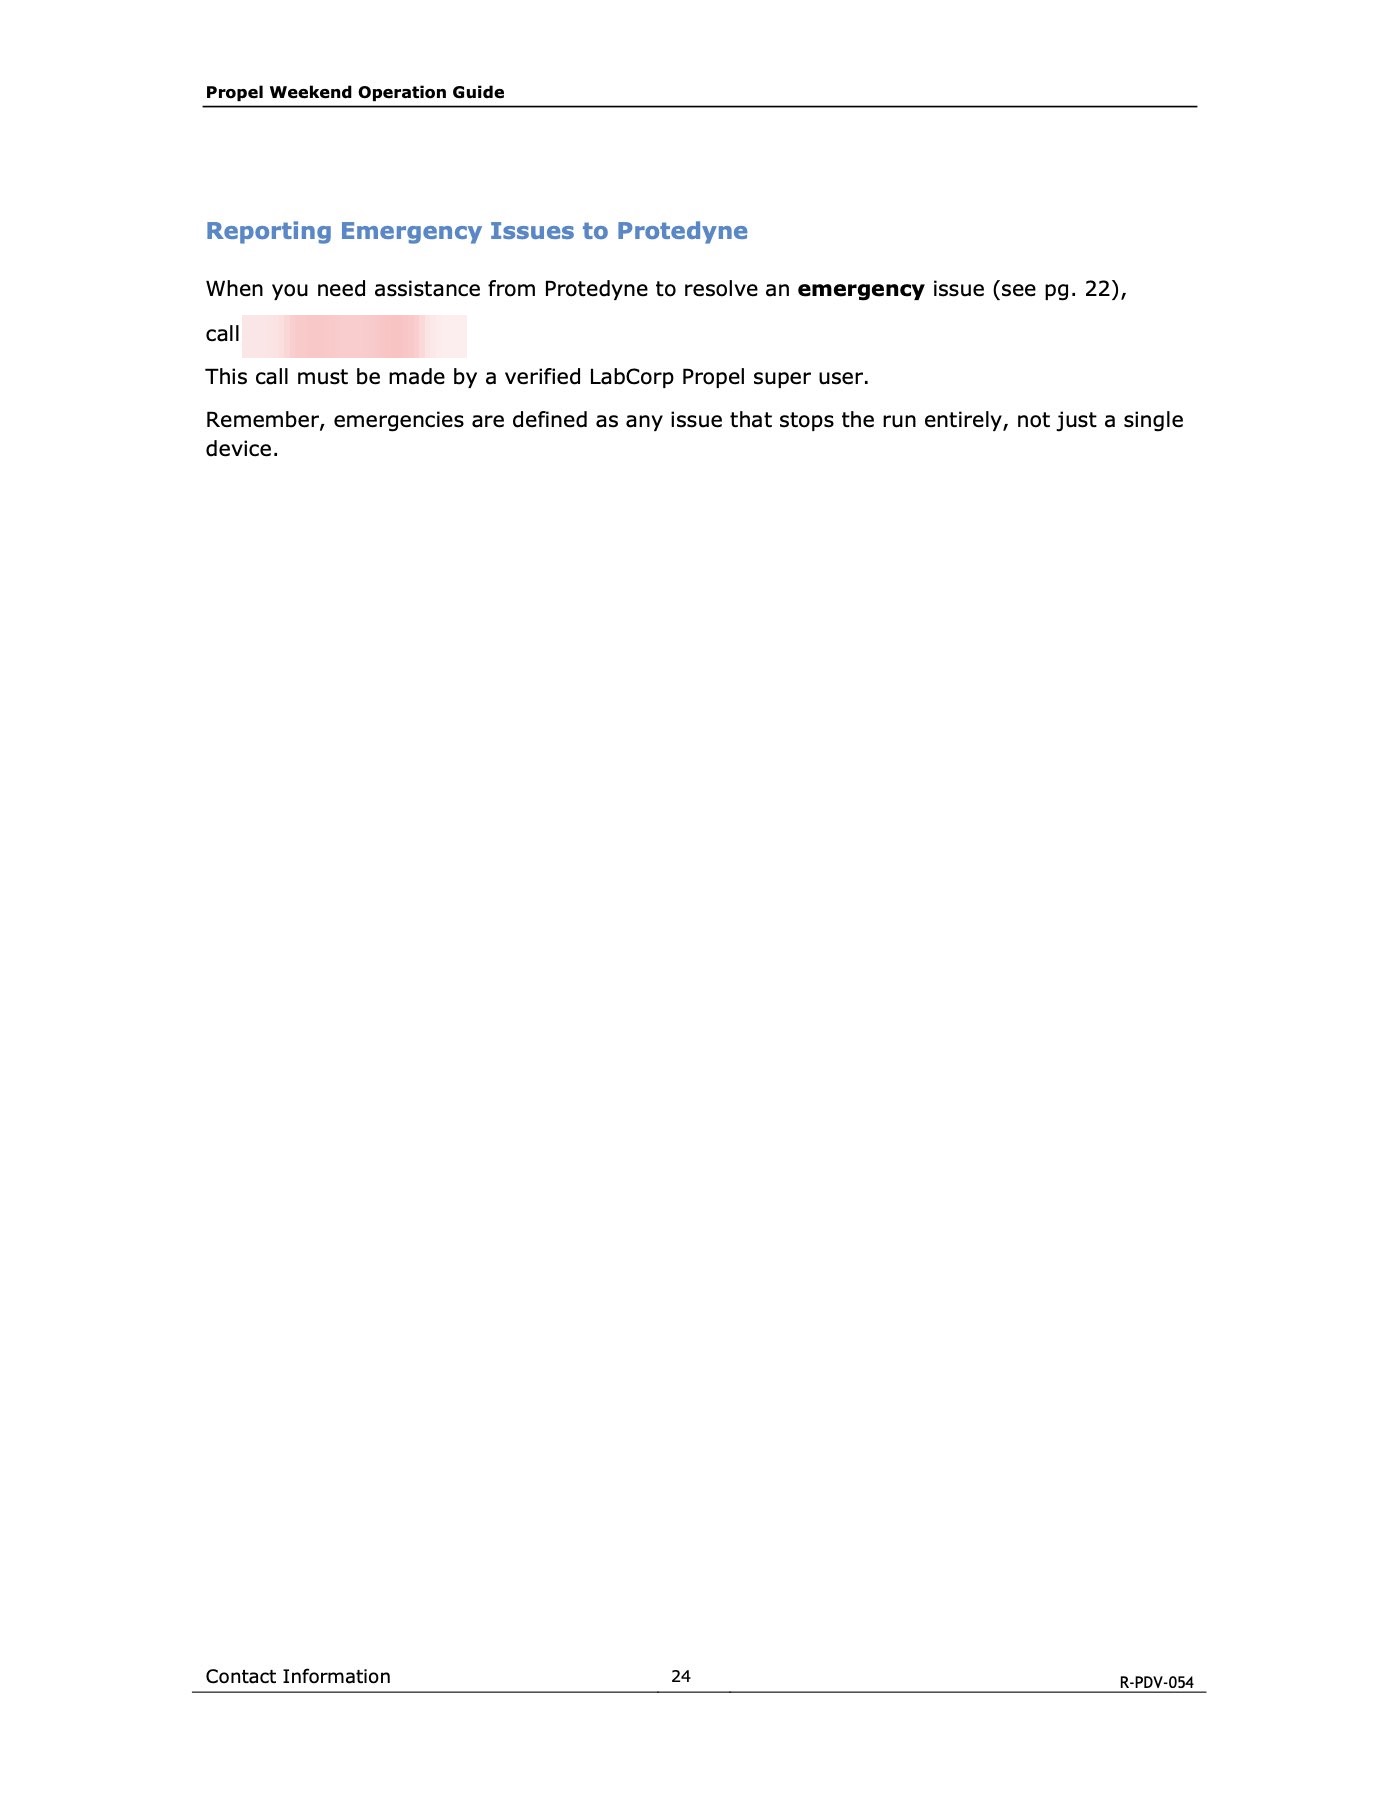 Propel Weekend Operation Guide
Reporting Emergency Issues to Protedyne
When you need assistance from Protedyne to resolve an emergency issue (see pg. 22),
call
This call must be made by a verified LabCorp Propel super user.
Remember, emergencies are defined as any issue that stops the run entirely, not just a single
device.
Contact Information 24 R-PDV-054